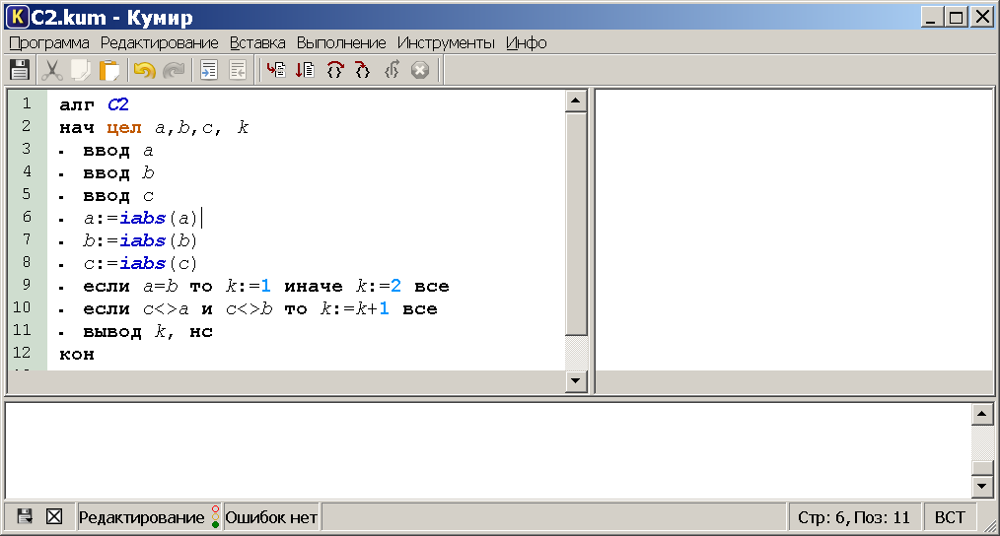 C2.kum - Кумир
Программа Редактирование Вставка Выполнение Инструменты Инфо
1 алг C2
2 нач цел a,b,c, k
3 . ввод a
4 . ввод b
5 . ввод c
6 . a:=iabs(a)
7 . b:=iabs(b)
8 . c:=iabs(c)
9 . если a=b то k:=1 иначе k:=2 все
10 . если c<>a и c<>b то k:=k+1 все
11 . вывод k, нс
12 кон
Редактирование Ошибок нет Стр: 6, Поз: 11 ВСТ